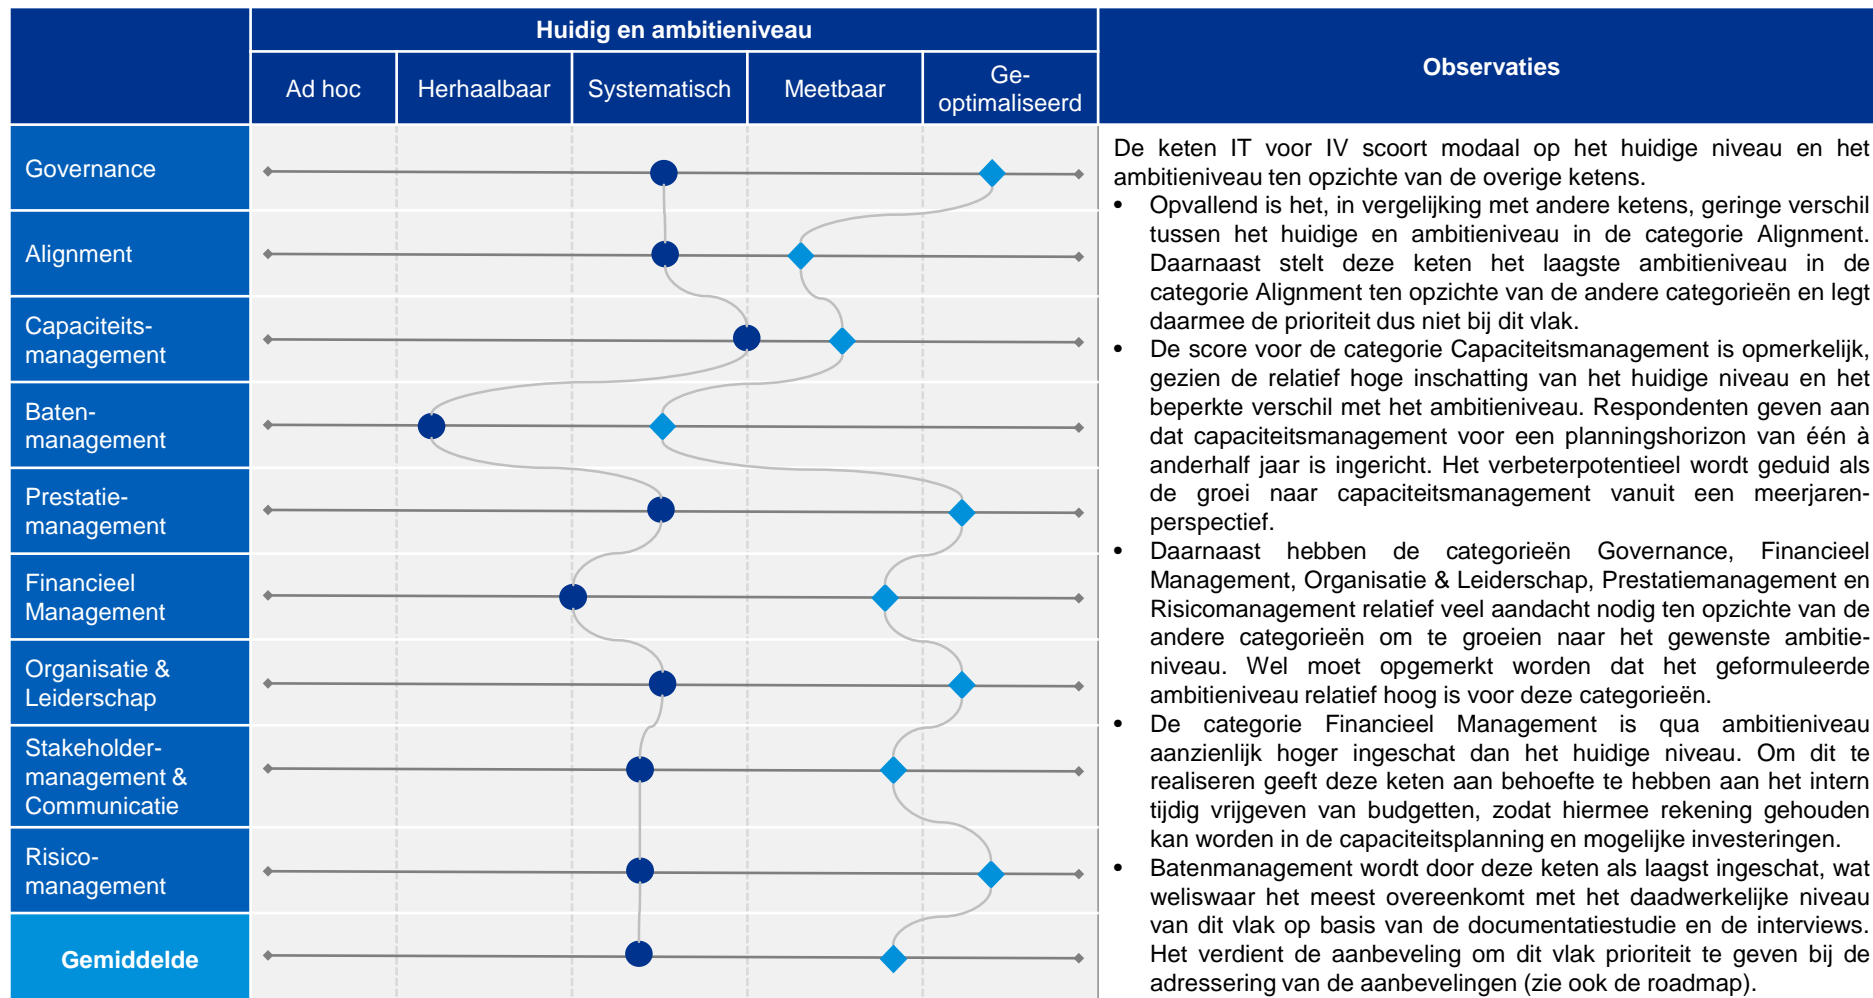 Huidig en ambitieniveau
Observaties
Ad hoc
Herhaalbaar
Systematisch
Meetbaar
Ge-
optimaliseerd
Governance
Alignment
Capaciteits-
management
Baten-
management
Prestatie-
management
Financieel
Management
Organisatie &
Leiderschap
Stakeholder-
management &
Communicatie
Risico-
management
Gemiddelde
De keten IT voor IV scoort modaal op het huidige niveau en het
ambitieniveau ten opzichte van de overige ketens.
• Opvallend is het, in vergelijking met andere ketens, geringe verschil
tussen het huidige en ambitieniveau in de categorie Alignment.
Daarnaast stelt deze keten het laagste ambitieniveau in de
categorie Alignment ten opzichte van de andere categorieën en legt
daarmee de prioriteit dus niet bij dit vlak.
• De score voor de categorie Capaciteitsmanagement is opmerkelijk,
gezien de relatief hoge inschatting van het huidige niveau en het
beperkte verschil met het ambitieniveau. Respondenten geven aan
dat capaciteitsmanagement voor een planningshorizon van één à
anderhalf jaar is ingericht. Het verbeterpotentieel wordt geduid als
de groei naar capaciteitsmanagement vanuit een meerjaren-
perspectief.
• Daarnaast hebben de categorieën Governance, Financieel
Management, Organisatie & Leiderschap, Prestatiemanagement en
Risicomanagement relatief veel aandacht nodig ten opzichte van de
andere categorieën om te groeien naar het gewenste ambitie-
niveau. Wel moet opgemerkt worden dat het geformuleerde
ambitieniveau relatief hoog is voor deze categorieën.
• De categorie Financieel Management is qua ambitieniveau
aanzienlijk hoger ingeschat dan het huidige niveau. Om dit te
realiseren geeft deze keten aan behoefte te hebben aan het intern
tijdig vrijgeven van budgetten, zodat hiermee rekening gehouden
kan worden in de capaciteitsplanning en mogelijke investeringen.
• Batenmanagement wordt door deze keten als laagst ingeschat, wat
weliswaar het meest overeenkomt met het daadwerkelijke niveau
van dit vlak op basis van de documentatiestudie en de interviews.
Het verdient de aanbeveling om dit vlak prioriteit te geven bij de
adressering van de aanbevelingen (zie ook de roadmap).